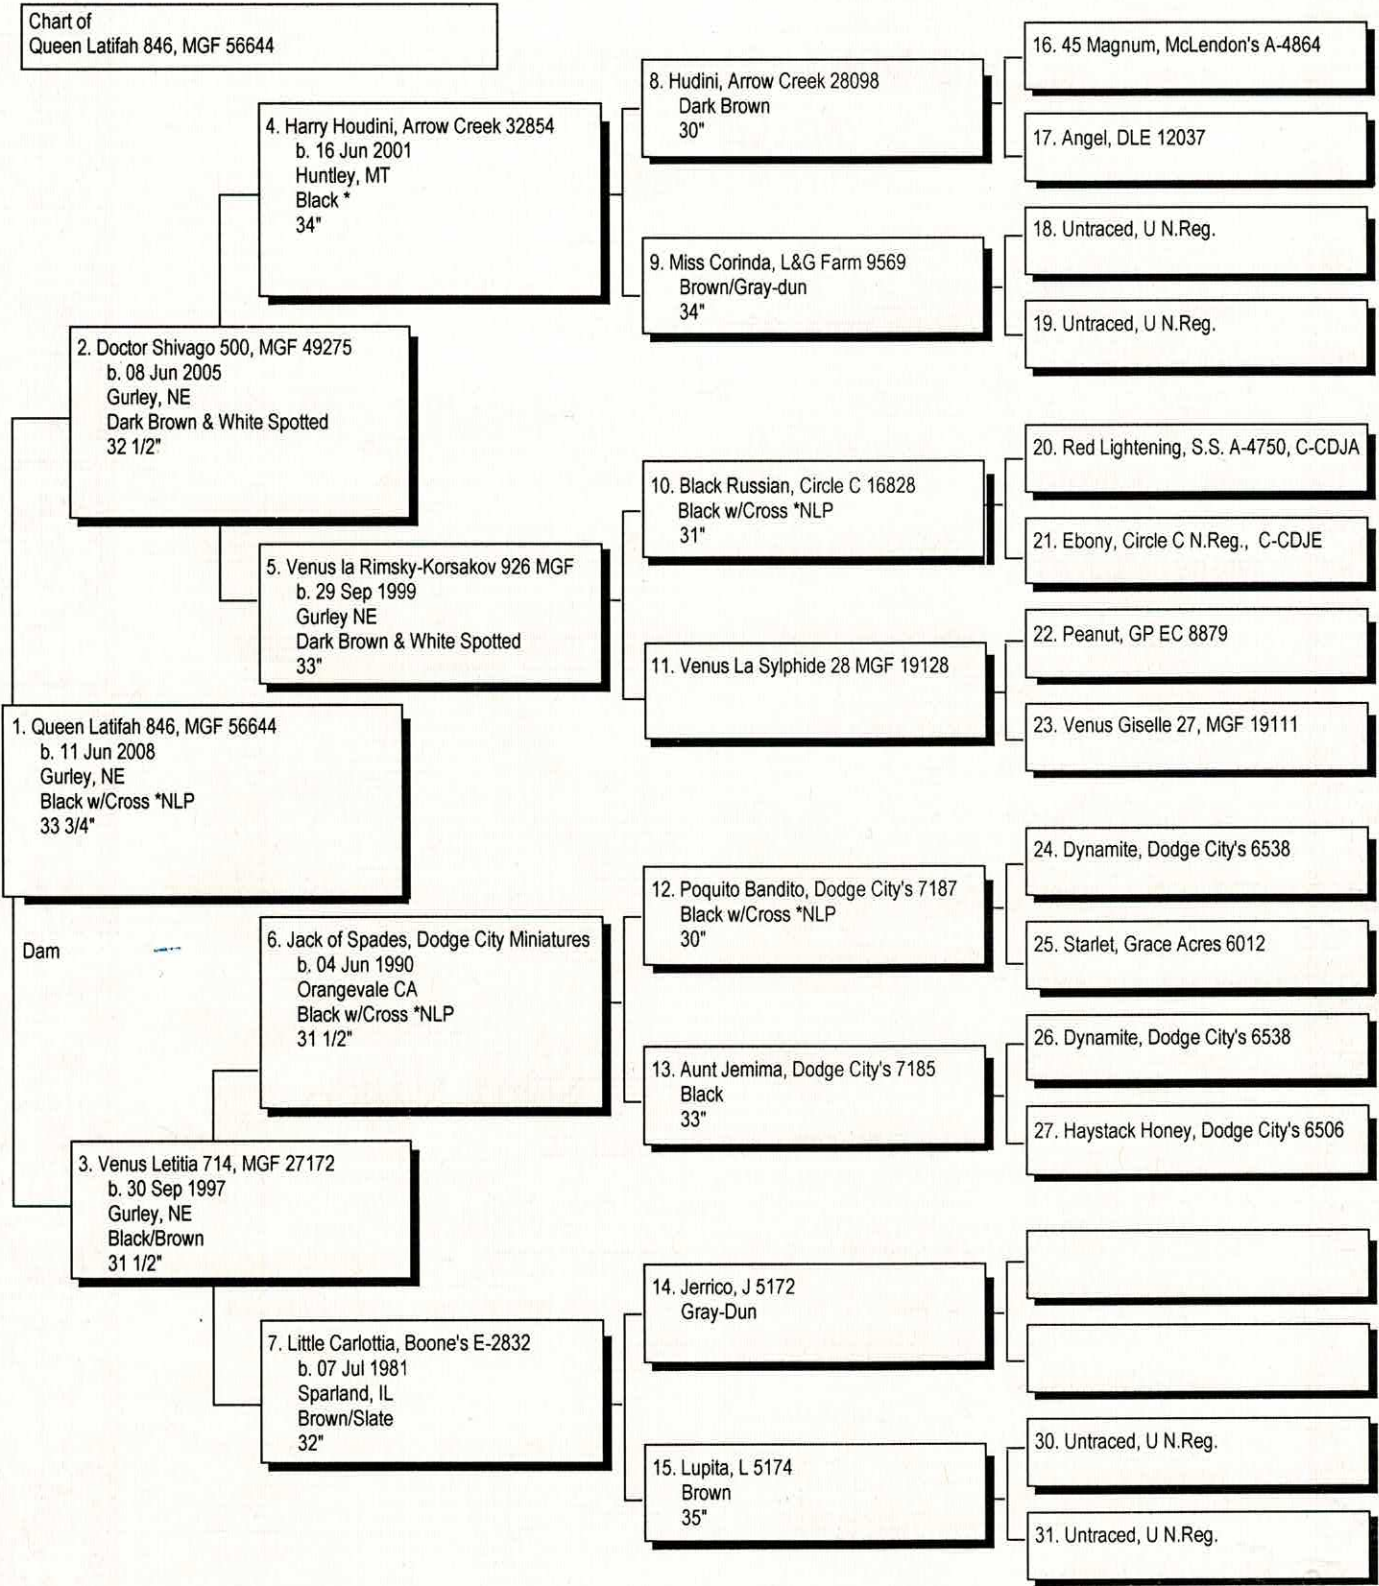 Chart of
Queen Latifah 846, MGF 56644
1. Queen Latifah 846, MGF 56644
b. 11 Jun 2008
Gurley, NE
Black w/Cross *NLP
33 3/4"
Dam
2. Doctor Shivago 500, MGF 49275
b. 08 Jun 2005
Gurley, NE
Dark Brown & White Spotted
32 1/2"
3. Venus Letitia 714, MGF 27172
b. 30 Sep 1997
Gurley, NE
Black/Brown
31 1/2"
4. Harry Houdini, Arrow Creek 32854
b. 16 Jun 2001
Huntley, MT
Black *
34"
5. Venus la Rimsky-Korsakov 926 MGF
b. 29 Sep 1999
Gurley NE
Dark Brown & White Spotted
33"
6. Jack of Spades, Dodge City Miniatures
b. 04 Jun 1990
Orangevale CA
Black w/Cross *NLP
31 1/2"
7. Little Carlottia, Boone's E-2832
b. 07 Jul 1981
Sparland, IL
Brown/Slate
32"
8. Hudini, Arrow Creek 28098
Dark Brown
30"
9. Miss Corinda, L&G Farm 9569
Brown/Gray-dun
34"
10. Black Russian, Circle C 16828
Black w/Cross *NLP
31"
11. Venus La Sylphide 28 MGF 19128
12. Poquito Bandito, Dodge City's 7187
Black w/Cross *NLP
30"
13. Aunt Jemima, Dodge City's 7185
Black
33"
14. Jerrico, J 5172
Gray-Dun
15. Lupita, L 5174
Brown
35"
16. 45 Magnum, McLendon's A-4864
17. Angel, DLE 12037
18. Untraced, U N.Reg.
19. Untraced, U N.Reg.
20. Red Lightening, S.S. A-4750, C-CDJA
21. Ebony, Circle C N.Reg., C-CDJE
22. Peanut, GP EC 8879
23. Venus Giselle 27, MGF 19111
24. Dynamite, Dodge City's 6538
25. Starlet, Grace Acres 6012
26. Dynamite, Dodge City's 6538
27. Haystack Honey, Dodge City's 6506
30. Untraced, U N.Reg.
31. Untraced, U N.Reg.